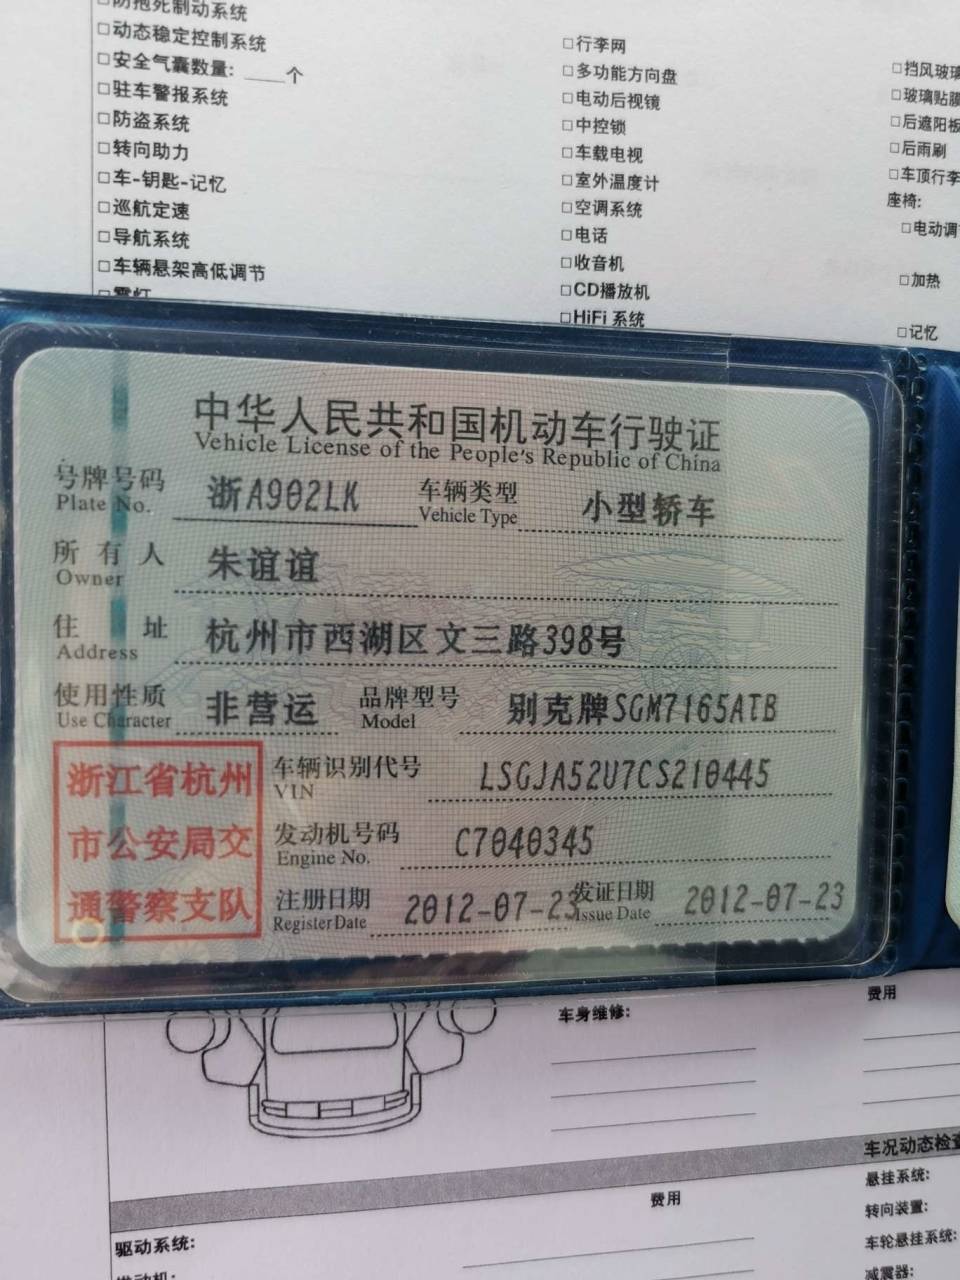 防抱死制动系统
□动态稳定控制系统
□安全气囊数量: ____个
□驻车警报系统
□防盗系统
□转向助力
□车-钥匙-记忆
□巡航定速
□导航系统
□车辆悬架高低调节
□行李网
□多功能方向盘
□电动后视镜
□中控锁
□车载电视
□室外温度计
□空调系统
□电话
□收音机
□CD播放机
□HiFi 系统
□挡风玻璃
□玻璃贴膜
□后遮阳板
□后雨刷
□车顶行李
座椅:
□电动调
□加热
□记忆
中华人民共和国机动车行驶证
Vehicle License of the People's Republic of China
号牌号码 浙A902LK 车辆类型 小型轿车
Plate No. Vehicle Type
所有人 朱谊谊
Owner
住址 杭州市西湖区文三路398号
Address
使用性质 非营运 品牌型号 别克牌SGM7165ATB
Use Character Model
浙江省杭州
市公安局交
通警察支队
车辆识别代号 LSGJA52U7CS210445
VIN
发动机号码 C7040345
Engine No.
注册日期 2012-07-23 发证日期 2012-07-23
Register Date Issue Date
车身维修:
费用
车况动态检查
费用
悬挂系统:
转向装置:
车轮悬挂系统:
减震器:
驱动系统: